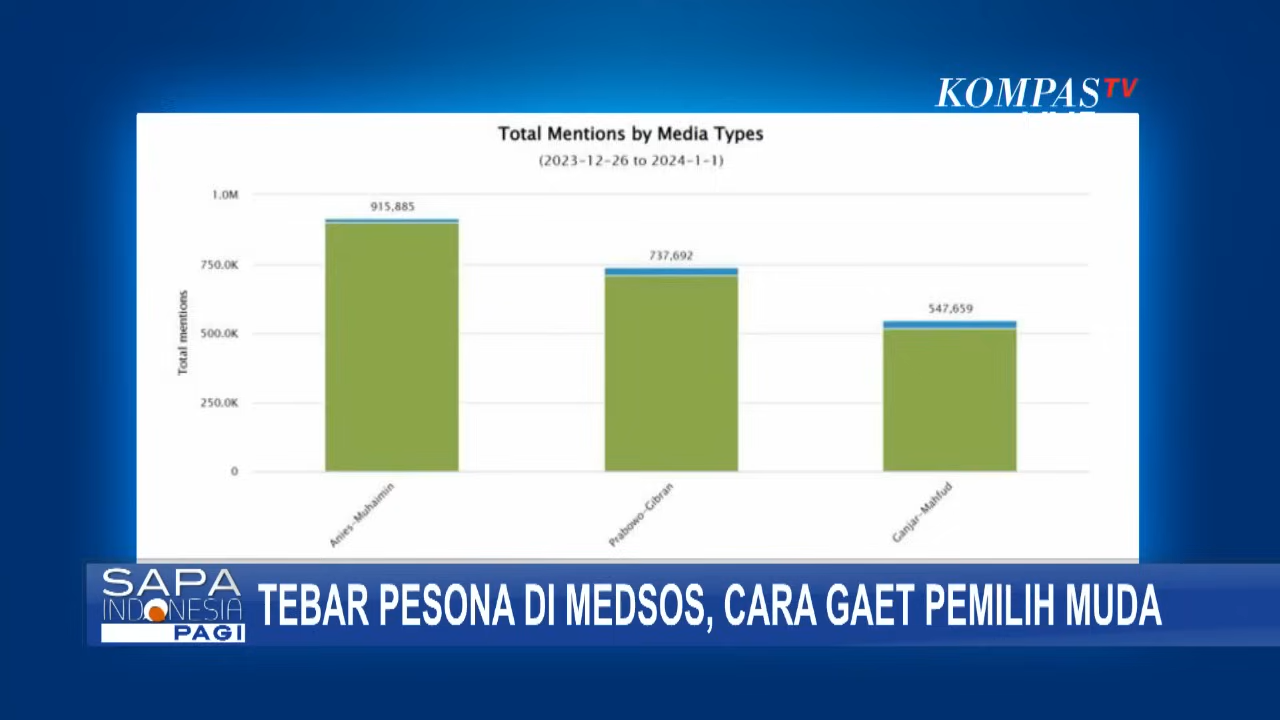 KOMPAS TV
Total Mentions by Media Types
(2023-12-26 to 2024-1-1)
Total mentions
1.0M
750.0K
500.0K
250.0K
0
915,885
737,692
547,659
Anies-Muhaimin
Prabowo-Gibran
Ganjar-Mahfud
SAPA
INDONESIA
PAGI
TEBAR PESONA DI MEDSOS, CARA GAET PEMILIH MUDA